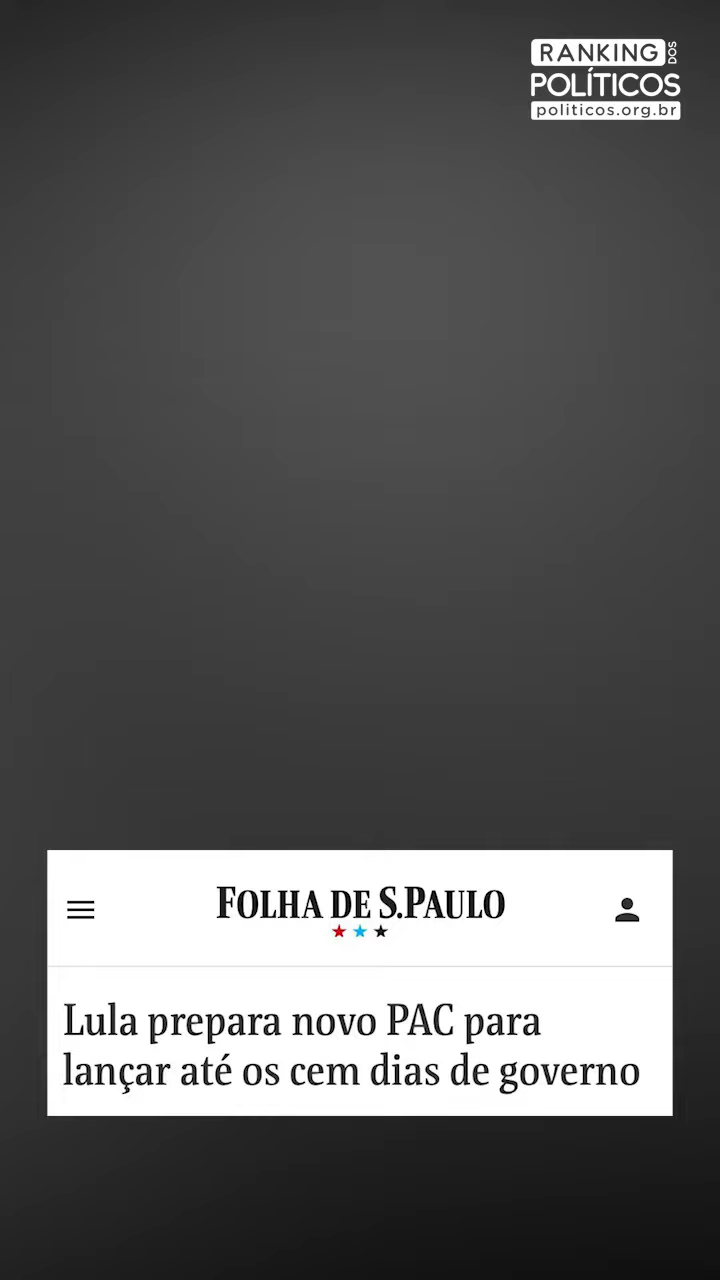 RANKING DOS
POLÍTICOS
politicos.org.br
FOLHA DE S.PAULO
Lula prepara novo PAC para
lançar até os cem dias de governo